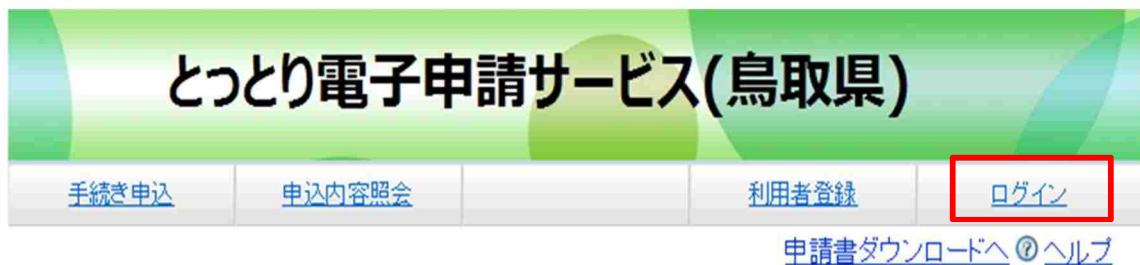 とっとり電子申請サービス(鳥取県)
手続き申込 申込内容照会 利用者登録 ログイン
申請書ダウンロードへ ? ヘルプ